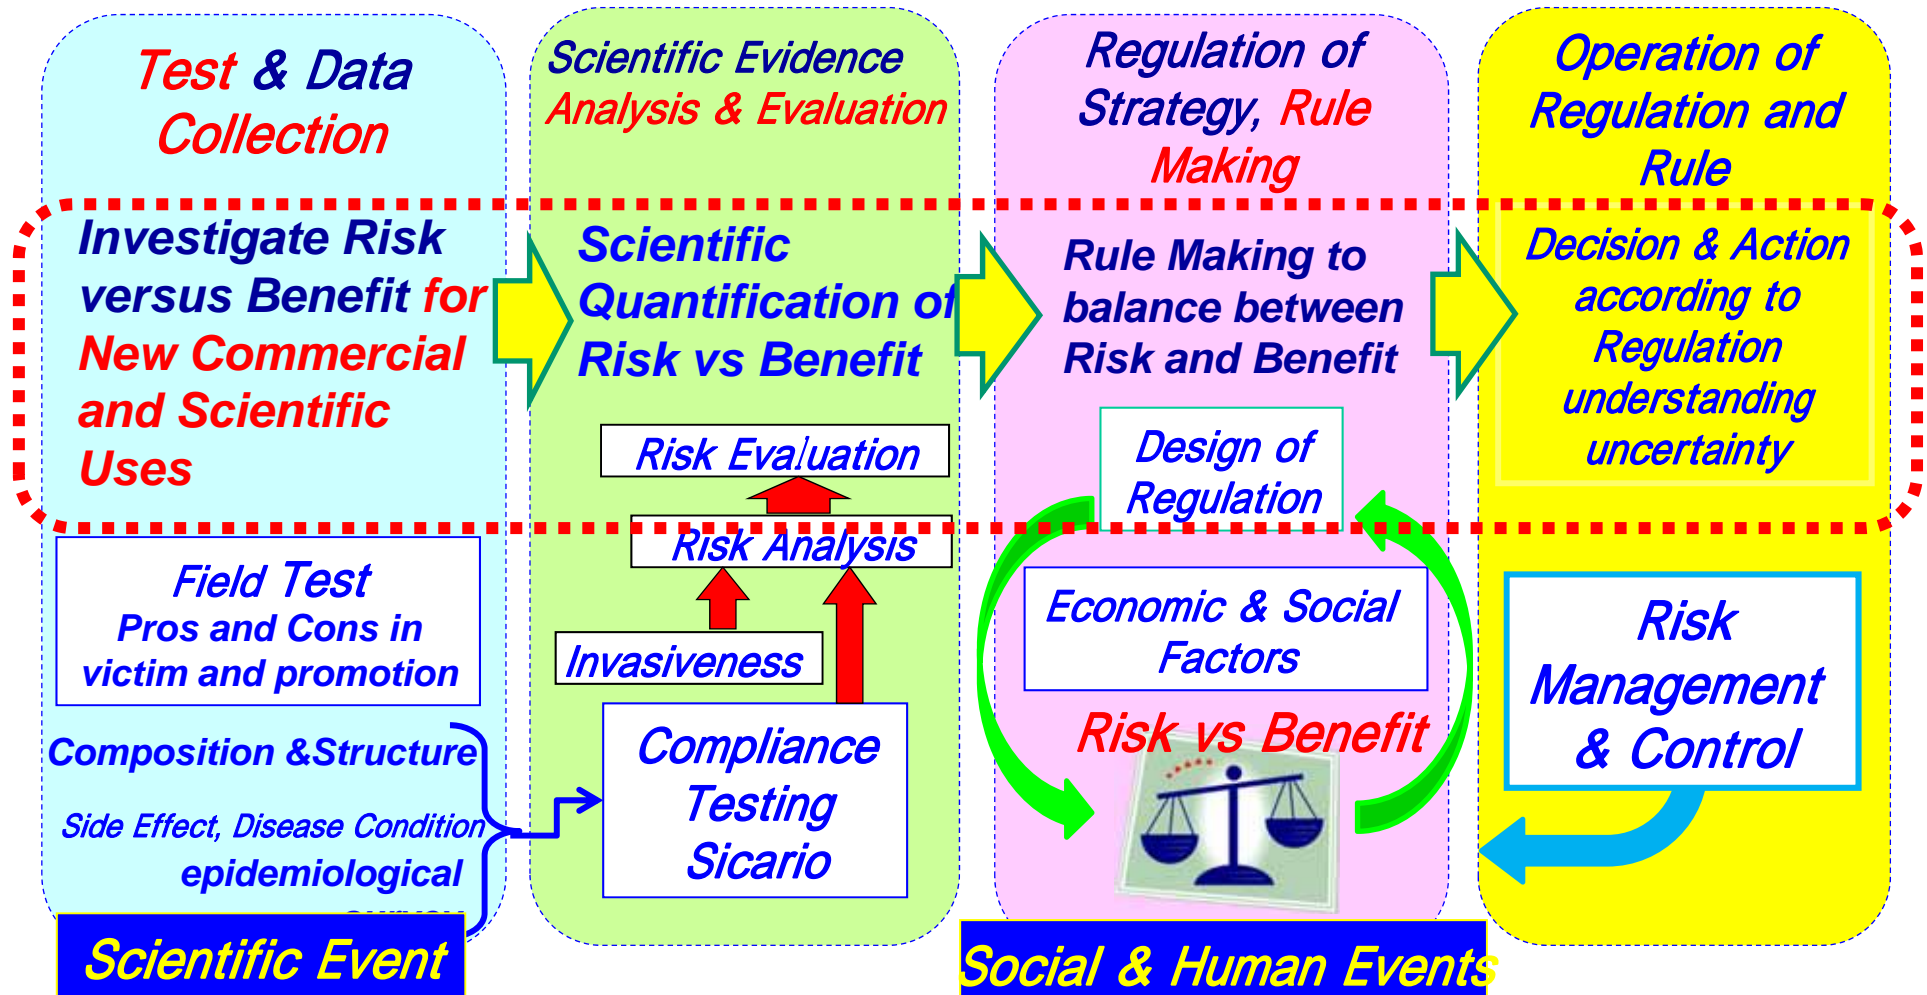 Test & Data
Collection
Investigate Risk
versus Benefit for
New Commercial
and Scientific
Uses
Field Test
Pros and Cons in
victim and promotion
Composition &Structure
Side Effect, Disease Condition
epidemiological
Scientific Event
Scientific Evidence
Analysis & Evaluation
Scientific
Quantification of
Risk vs Benefit
Risk Evaluation
Risk Analysis
Invasiveness
Compliance
Testing
Sicario
Regulation of
Strategy, Rule
Making
Rule Making to
balance between
Risk and Benefit
Design of
Regulation
Economic & Social
Factors
Risk vs Benefit
Social & Human Events
Operation of
Regulation and
Rule
Decision & Action
according to
Regulation
understanding
uncertainty
Risk
Management
& Control